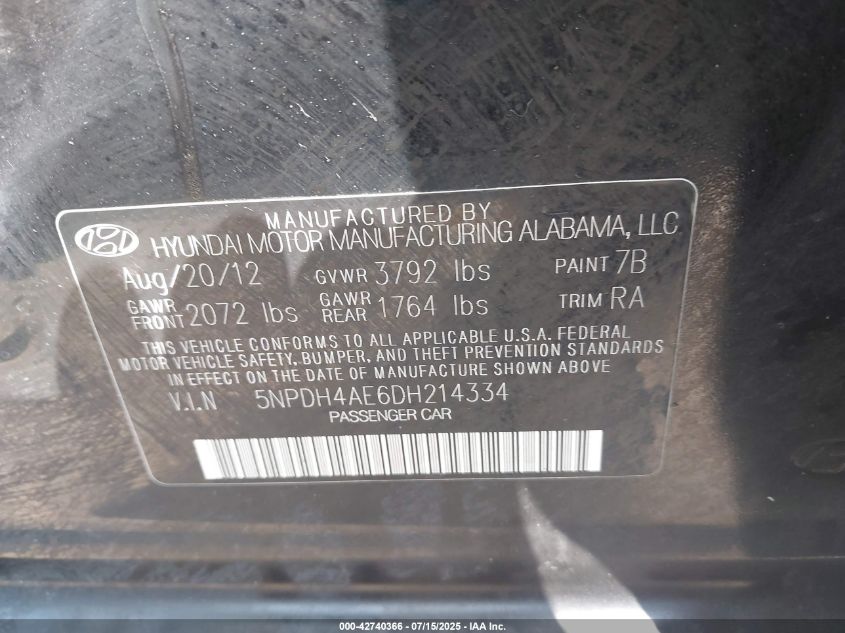 MANUFACTURED BY
HYUNDAI MOTOR MANUFACTURING ALABAMA, LLC
Aug/20/12 GVWR 3792 lbs PAINT 7B
GAWR FRONT 2072 lbs GAWR REAR 1764 lbs TRIM RA
THIS VEHICLE CONFORMS TO ALL APPLICABLE U.S.A. FEDERAL
MOTOR VEHICLE SAFETY, BUMPER, AND THEFT PREVENTION STANDARDS
IN EFFECT ON THE DATE OF MANUFACTURE SHOWN ABOVE
V.I.N 5NPDH4AE6DH214334
PASSENGER CAR
000-42740366 - 07/15/2025 - IAA Inc.